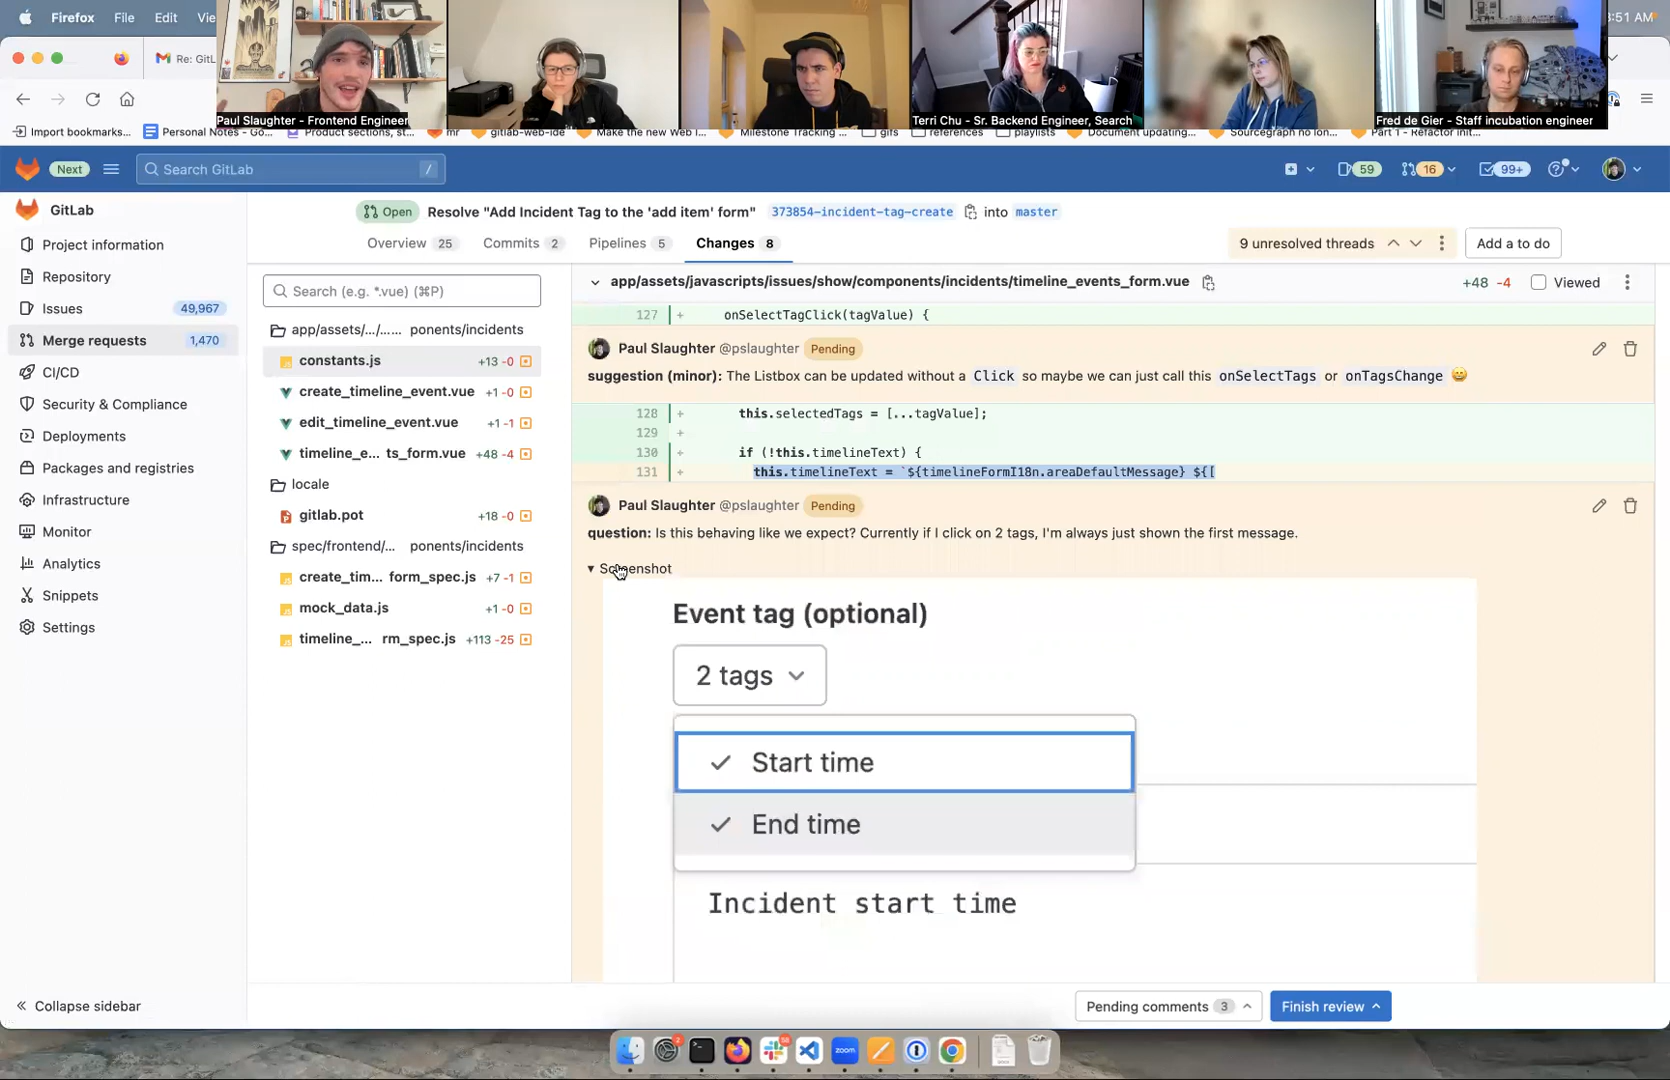 Firefox File Edit Vie
3:51 AM
Re: GitL
Paul Slaughter - Frontend Engineer
Terri Chu - Sr. Backend Engineer, Search
Fred de Gier - Staff incubation engineer
Import bookmarks... Personal Notes - Go... Product sections, st... mr gitlab-web-ide Make the new Web I... Milestone Tracking ... gifs references playlists Document updating... Sourcegraph no lon... Part 1 - Refactor init...
Next Search GitLab / 59 16 99+
GitLab
Project information
Repository
Issues 49,967
Merge requests 1,470
CI/CD
Security & Compliance
Deployments
Packages and registries
Infrastructure
Monitor
Analytics
Snippets
Settings
Collapse sidebar
Open Resolve "Add Incident Tag to the 'add item' form" 373854-incident-tag-create into master
Overview 25 Commits 2 Pipelines 5 Changes 8
9 unresolved threads Add a to do
Search (e.g. *.vue) (⌘P)
app/assets/.../...... ponents/incidents
constants.js +13 -0
create_timeline_event.vue +1 -0
edit_timeline_event.vue +1 -1
timeline_e... ts_form.vue +48 -4
locale
gitlab.pot +18 -0
spec/frontend/... ponents/incidents
create_tim... form_spec.js +7 -1
mock_data.js +1 -0
timeline_... rm_spec.js +113 -25
app/assets/javascripts/issues/show/components/incidents/timeline_events_form.vue +48 -4 Viewed
127 + onSelectTagClick(tagValue) {
Paul Slaughter @pslaughter Pending
suggestion (minor): The Listbox can be updated without a Click so maybe we can just call this onSelectTags or onTagsChange 😄
128 + this.selectedTags = [...tagValue];
129 +
130 + if (!this.timelineText) {
131 + this.timelineText = `${timelineFormI18n.areaDefaultMessage} ${[
Paul Slaughter @pslaughter Pending
question: Is this behaving like we expect? Currently if I click on 2 tags, I'm always just shown the first message.
▾ Screenshot
Event tag (optional)
2 tags
✓ Start time
✓ End time
Incident start time
Pending comments 3 Finish review